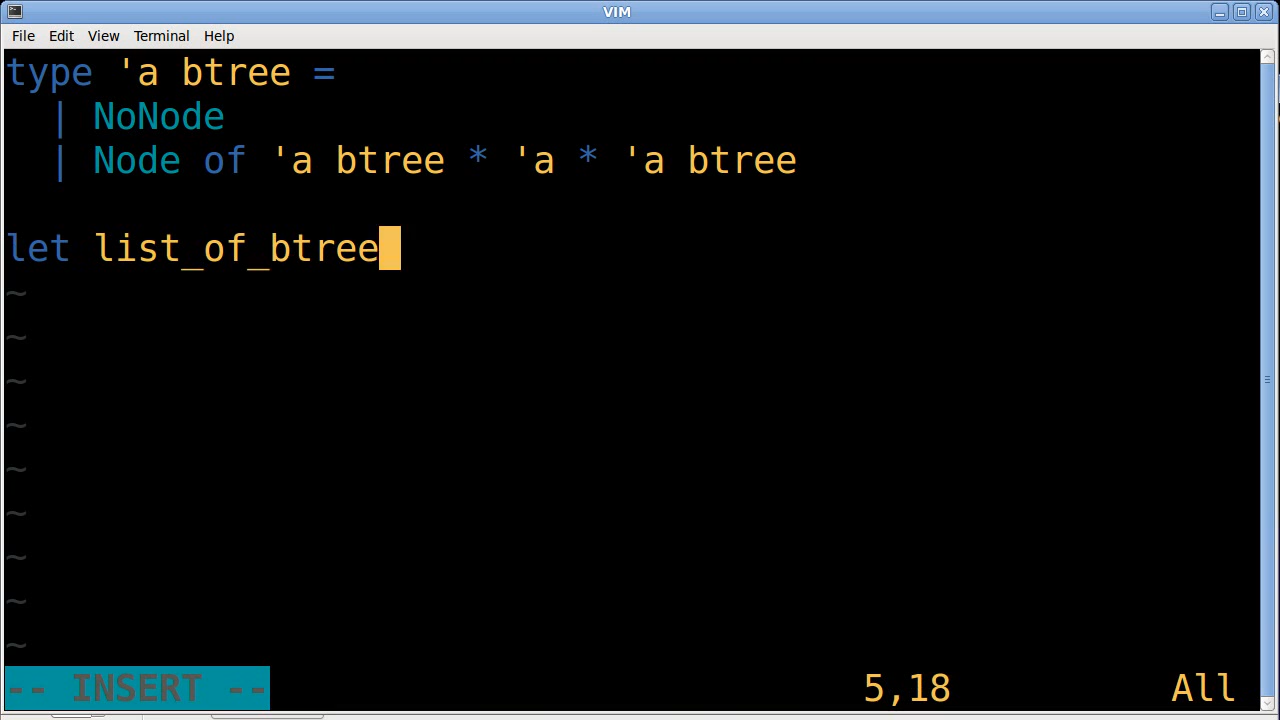 VIM
File Edit View Terminal Help
type 'a btree =
  | NoNode
  | Node of 'a btree * 'a * 'a btree

let list_of_btree
~
~
~
~
~
~
~
~
~
-- INSERT -- 5,18 All